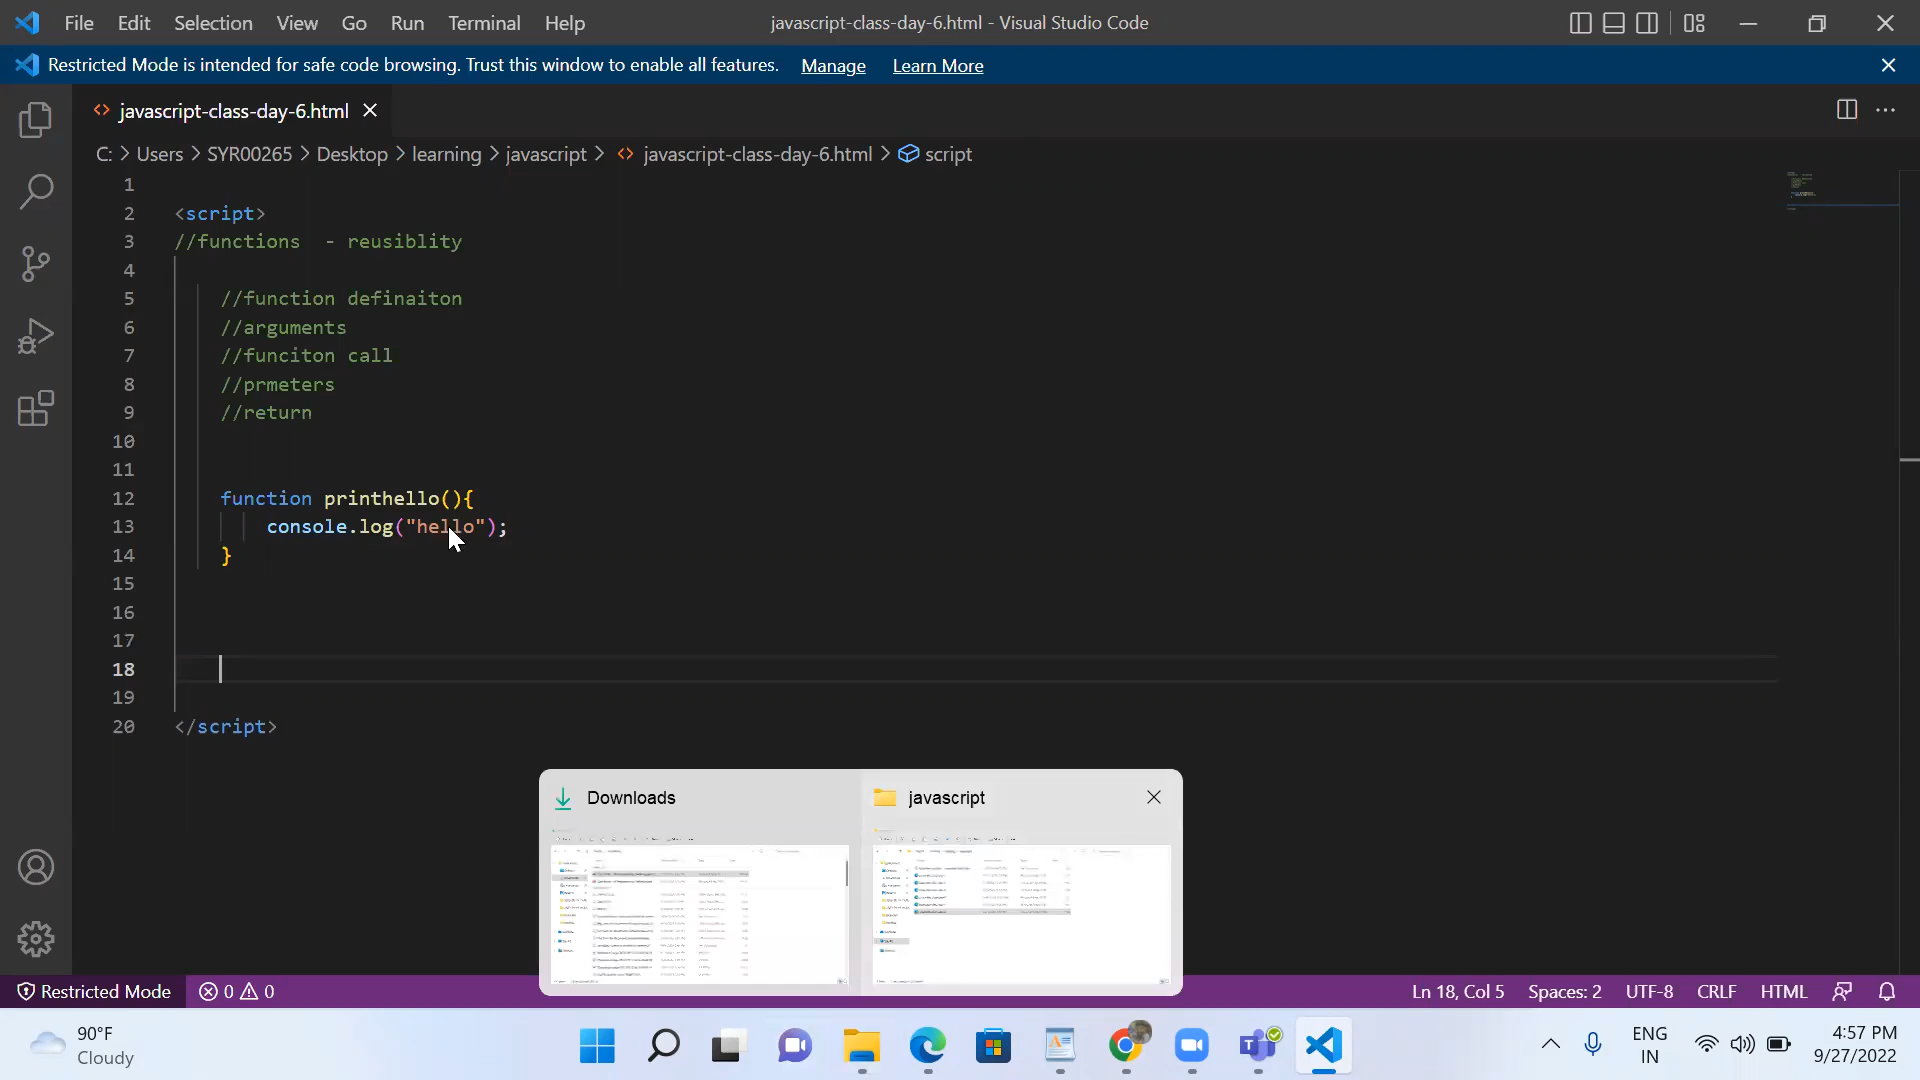 File Edit Selection View Go Run Terminal Help javascript-class-day-6.html - Visual Studio Code
Restricted Mode is intended for safe code browsing. Trust this window to enable all features. Manage Learn More
javascript-class-day-6.html
C: > Users > SYR00265 > Desktop > learning > javascript > javascript-class-day-6.html > script
1
2 <script>
3 //functions  - reusiblity
4
5 //function definaiton
6 //arguments
7 //funciton call
8 //prmeters
9 //return
10
11
12 function printhello(){
13 console.log("hello");
14 }
15
16
17
18
19
20 </script>
Downloads javascript
Restricted Mode 0 0 Ln 18, Col 5 Spaces: 2 UTF-8 CRLF HTML
90°F
Cloudy
ENG
IN
4:57 PM
9/27/2022